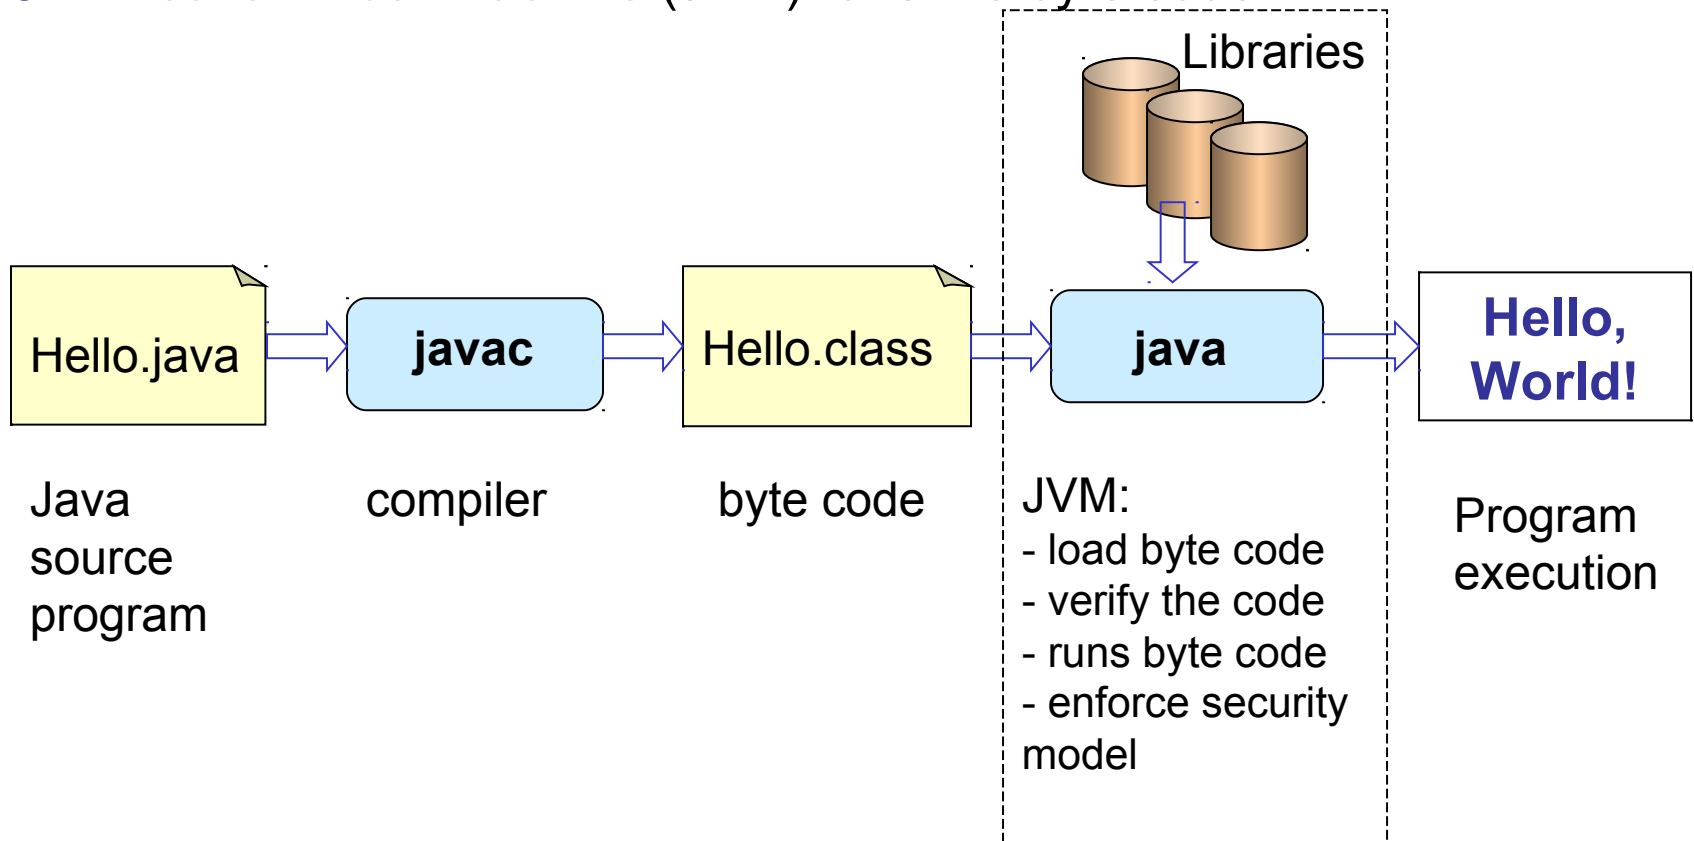 Libraries
Hello.java
javac
Hello.class
java
Hello,
World!
Java
source
program
compiler
byte code
JVM:
- load byte code
- verify the code
- runs byte code
- enforce security
model
Program
execution